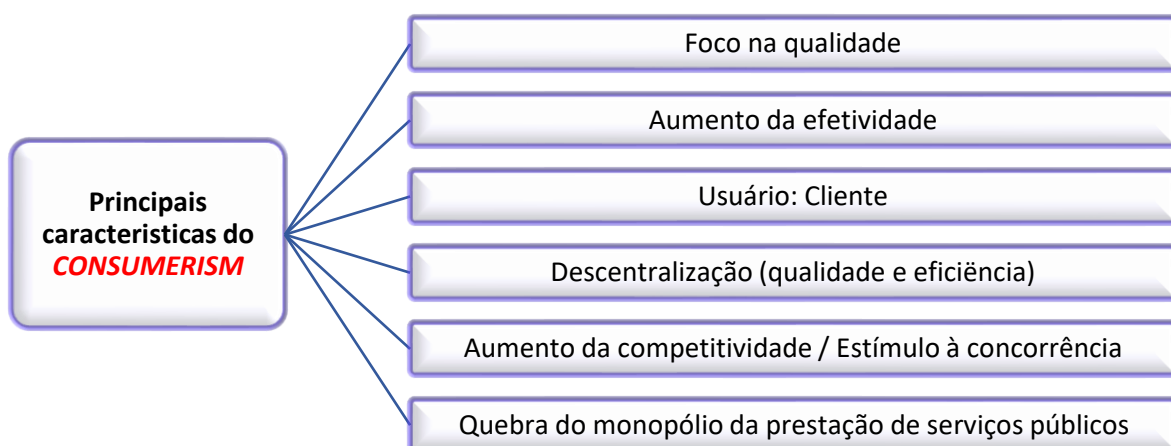 Principais
caracteristicas do
CONSUMERISM
Foco na qualidade
Aumento da efetividade
Usuário: Cliente
Descentralização (qualidade e eficiëncia)
Aumento da competitividade / Estímulo à concorrência
Quebra do monopólio da prestação de serviços públicos